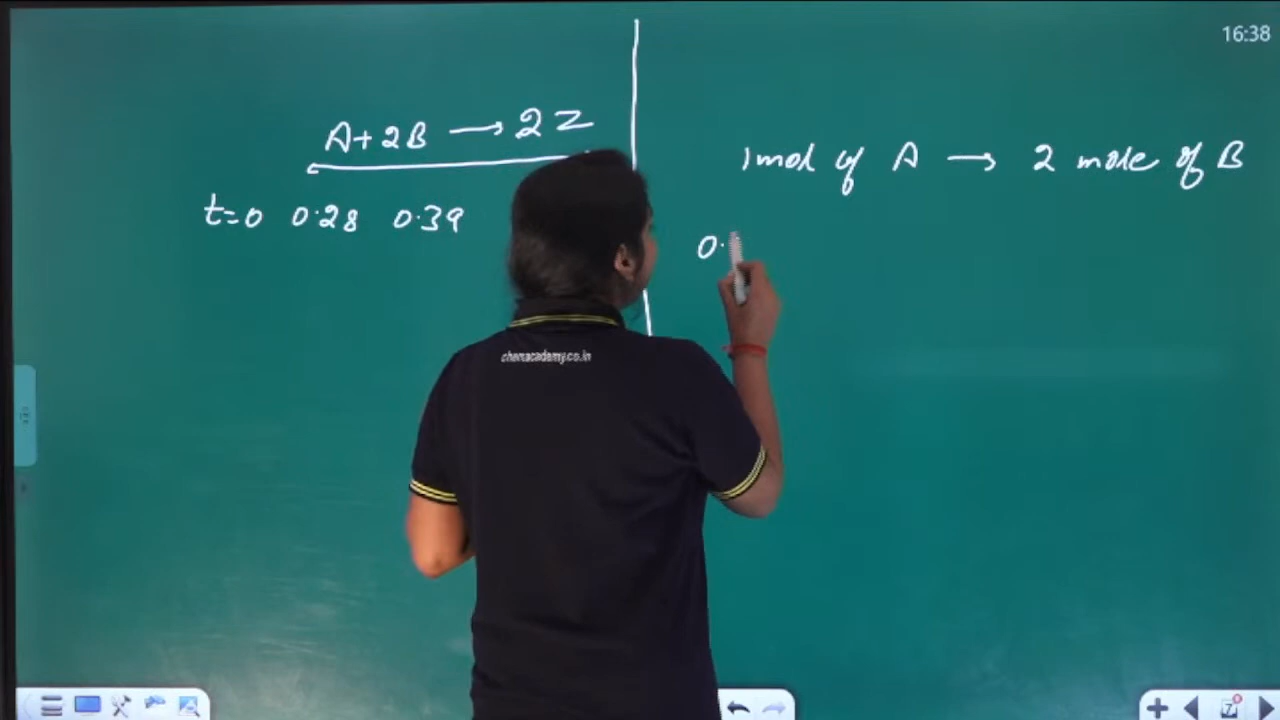 16:38
A+2B → 2Z
t=0 0.28 0.39
1mol of A → 2 mole of B
0.
chemacademy.co.in